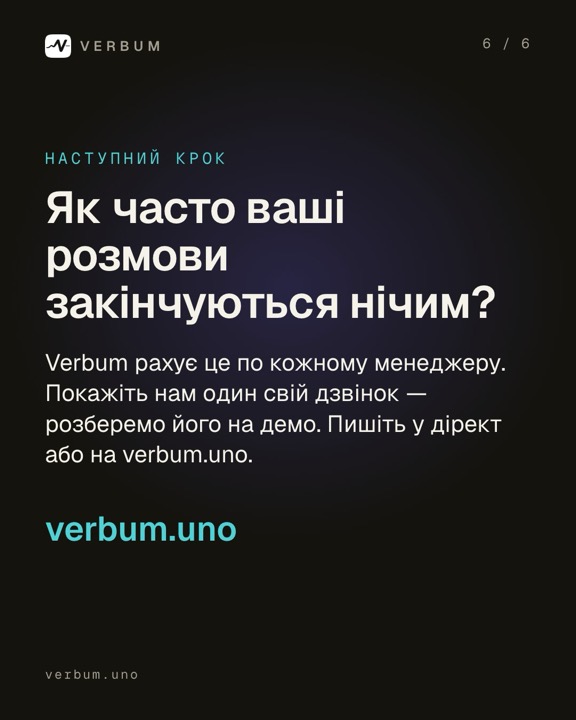 VERBUM
6 / 6
НАСТУПНИЙ КРОК
Як часто ваші
розмови
закінчуються нічим?
Verbum рахує це по кожному менеджеру.
Покажіть нам один свій дзвінок —
розберемо його на демо. Пишіть у дірект
або на verbum.uno.
verbum.uno
verbum.uno